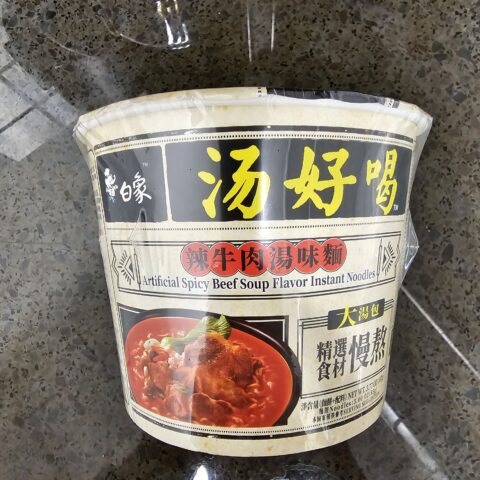 白象
汤好喝
辣牛肉湯味麵
Artificial Spicy Beef Soup Flavor Instant Noodles
大湯包
精選
食材
慢熬